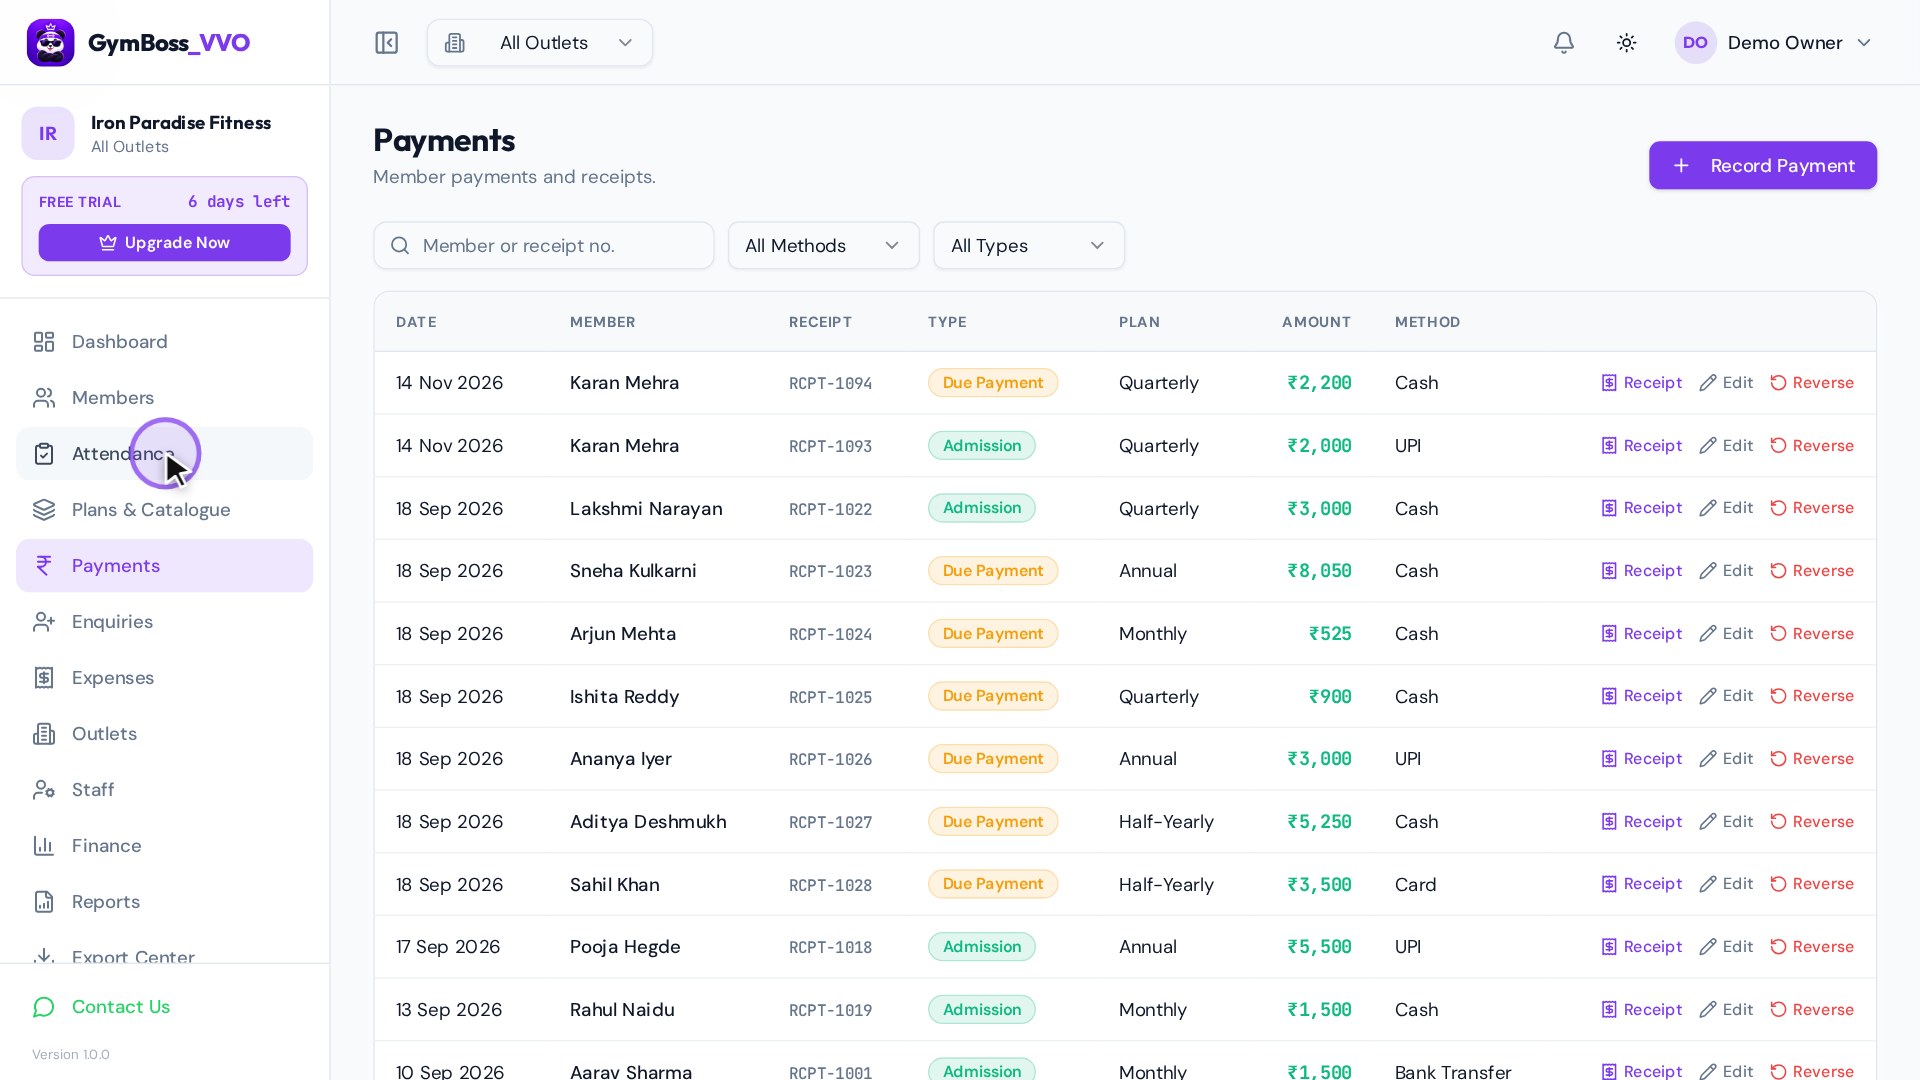 GymBoss_VVO
All Outlets
DO Demo Owner
IR
Iron Paradise Fitness
All Outlets
FREE TRIAL 6 days left
Upgrade Now
Dashboard
Members
Attendance
Plans & Catalogue
Payments
Enquiries
Expenses
Outlets
Staff
Finance
Reports
Export Center
Contact Us
Version 1.0.0
Payments
Member payments and receipts.
Record Payment
Member or receipt no.
All Methods
All Types
DATE MEMBER RECEIPT TYPE PLAN AMOUNT METHOD
14 Nov 2026 Karan Mehra RCPT-1094 Due Payment Quarterly ₹2,200 Cash Receipt Edit Reverse
14 Nov 2026 Karan Mehra RCPT-1093 Admission Quarterly ₹2,000 UPI Receipt Edit Reverse
18 Sep 2026 Lakshmi Narayan RCPT-1022 Admission Quarterly ₹3,000 Cash Receipt Edit Reverse
18 Sep 2026 Sneha Kulkarni RCPT-1023 Due Payment Annual ₹8,050 Cash Receipt Edit Reverse
18 Sep 2026 Arjun Mehta RCPT-1024 Due Payment Monthly ₹525 Cash Receipt Edit Reverse
18 Sep 2026 Ishita Reddy RCPT-1025 Due Payment Quarterly ₹900 Cash Receipt Edit Reverse
18 Sep 2026 Ananya Iyer RCPT-1026 Due Payment Annual ₹3,000 UPI Receipt Edit Reverse
18 Sep 2026 Aditya Deshmukh RCPT-1027 Due Payment Half-Yearly ₹5,250 Cash Receipt Edit Reverse
18 Sep 2026 Sahil Khan RCPT-1028 Due Payment Half-Yearly ₹3,500 Card Receipt Edit Reverse
17 Sep 2026 Pooja Hegde RCPT-1018 Admission Annual ₹5,500 UPI Receipt Edit Reverse
13 Sep 2026 Rahul Naidu RCPT-1019 Admission Monthly ₹1,500 Cash Receipt Edit Reverse
10 Sep 2026 Aarav Sharma RCPT-1001 Admission Monthly ₹1,500 Bank Transfer Receipt Edit Reverse